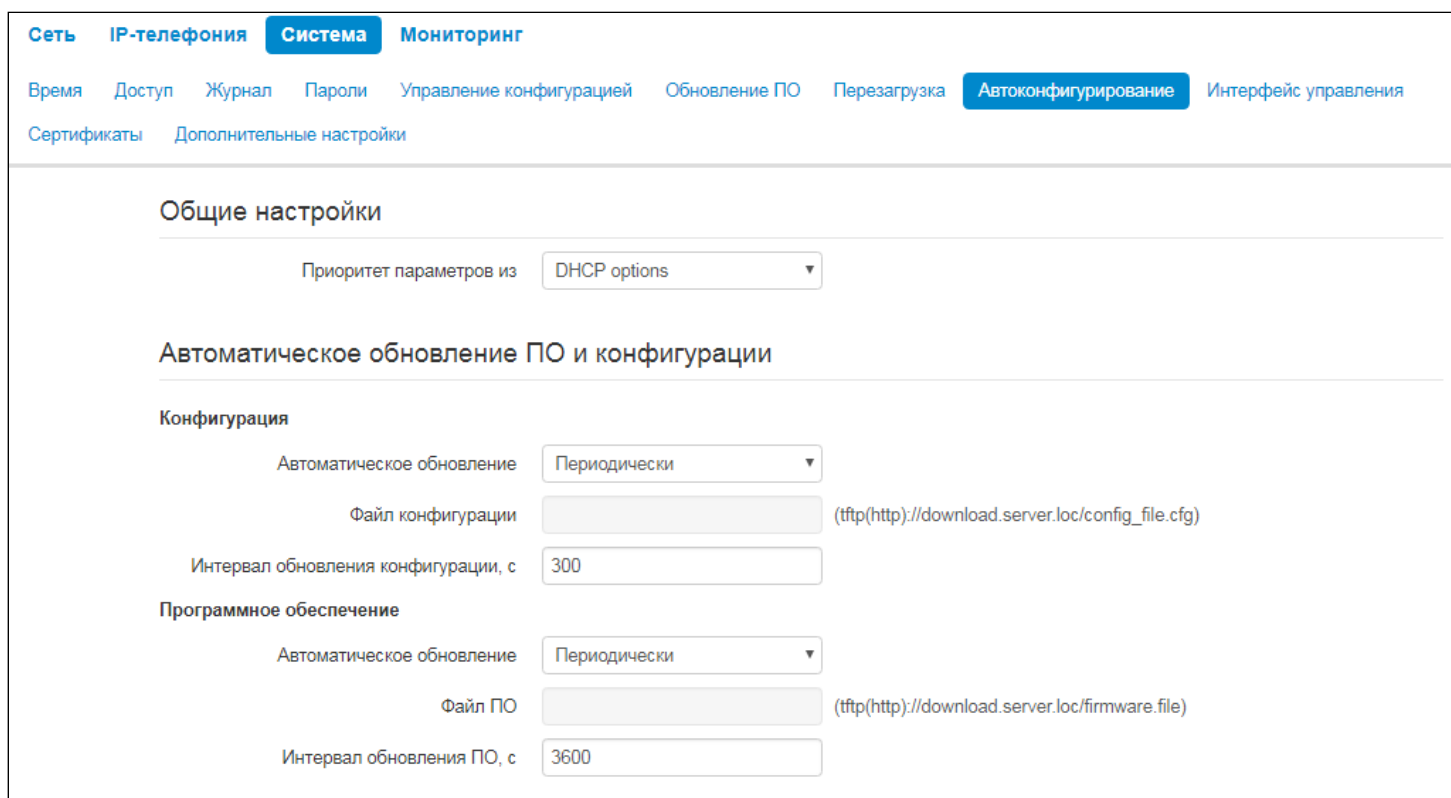 Сеть IP-телефония Система Мониторинг
Время Доступ Журнал Пароли Управление конфигурацией Обновление ПО Перезагрузка Автоконфигурирование Интерфейс управления
Сертификаты Дополнительные настройки
Общие настройки
Приоритет параметров из DHCP options
Автоматическое обновление ПО и конфигурации
Конфигурация
Автоматическое обновление Периодически
Файл конфигурации (tftp(http)://download.server.loc/config_file.cfg)
Интервал обновления конфигурации, с 300
Программное обеспечение
Автоматическое обновление Периодически
Файл ПО (tftp(http)://download.server.loc/firmware.file)
Интервал обновления ПО, с 3600